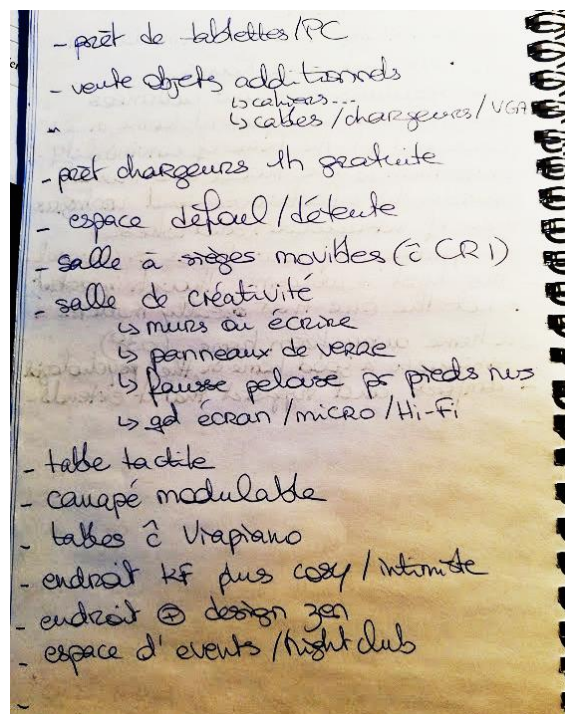 - prêt de tablettes/PC
- vente objets additionnels
↳ cahiers...
↳ cables/chargeurs/VGA
- prêt chargeurs 1h gratuite
- espace défoul/détente
- salle à sièges movibles (ĉ CRI)
- salle de créativité
↳ murs où écrire
↳ panneaux de verre
↳ fausse pelouse pr pieds nus
↳ gd écran/micro/Hi-Fi
- table tactile
- canapé modulable
- tables ĉ Viapiano
- endroit kf plus cosy/intimiste
- endroit ⊕ design zen
- espace d'events/night club